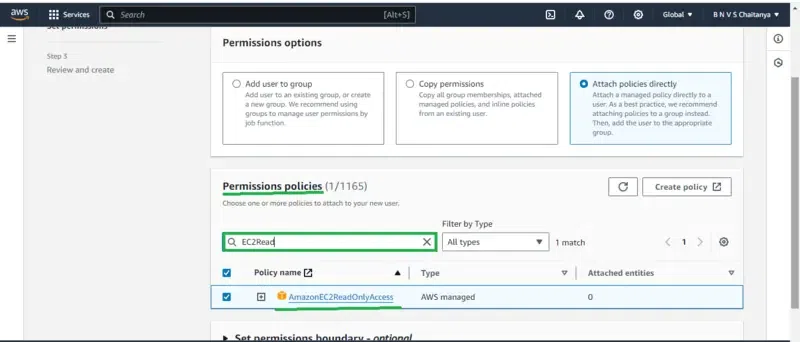 aws
Services
Search
[Alt+S]
Global
B N V S Chaitanya
Set permissions
Step 3
Review and create
Permissions options
Add user to group
Add user to an existing group, or create
a new group. We recommend using
groups to manage user permissions by
job function.
Copy permissions
Copy all group memberships, attached
managed policies, and inline policies
from an existing user.
Attach policies directly
Attach a managed policy directly to a
user. As a best practice, we recommend
attaching policies to a group instead.
Then, add the user to the appropriate
group.
Permissions policies (1/1165)
Choose one or more policies to attach to your new user.
Create policy
Filter by Type
EC2Read
All types
1 match
1
Policy name
Type
Attached entities
AmazonEC2ReadOnlyAccess
AWS managed
0
Set permissions boundary - optional